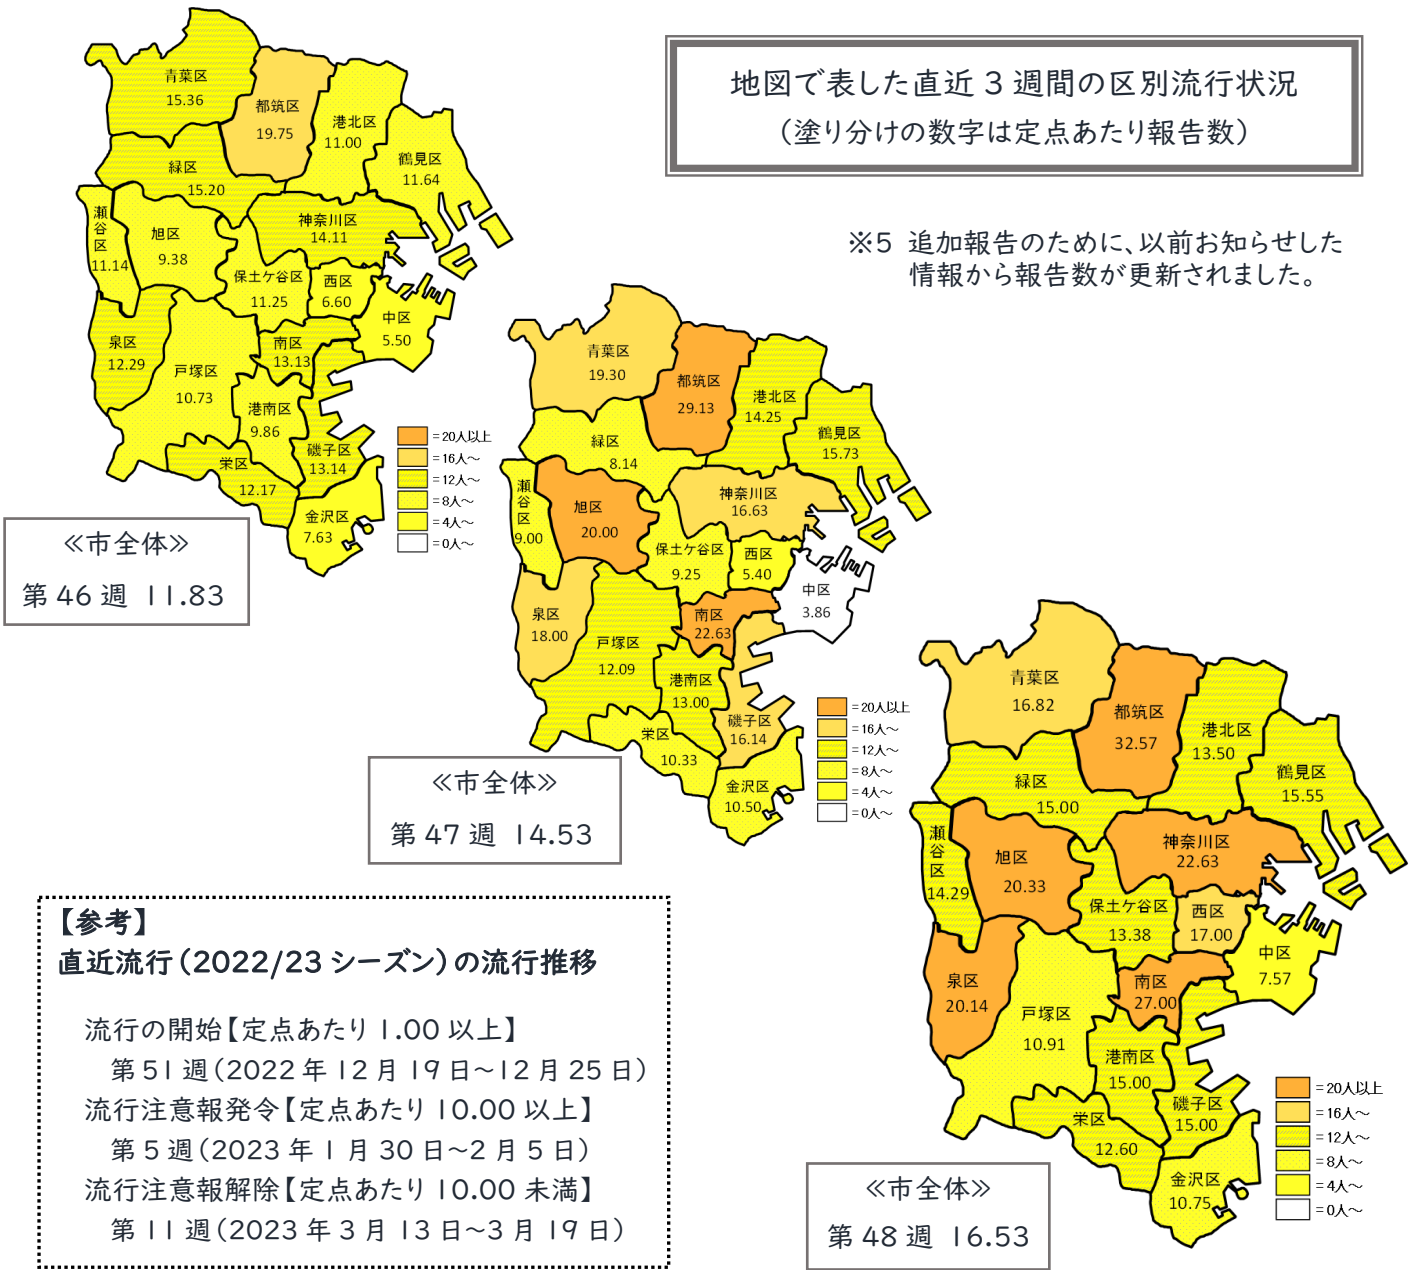 地図で表した直近3週間の区別流行状況
(塗り分けの数字は定点あたり報告数)
※5 追加報告のために、以前お知らせした
情報から報告数が更新されました。
青葉区
15.36
都筑区
19.75
港北区
11.00
鶴見区
11.64
緑区
15.20
瀬谷区
11.14
旭区
9.38
神奈川区
14.11
保土ケ谷区
11.25
西区
6.60
中区
5.50
泉区
12.29
戸塚区
10.73
南区
13.13
港南区
9.86
磯子区
13.14
栄区
12.17
金沢区
7.63
=20人以上
=16人～
=12人～
=8人～
=4人～
=0人～
≪市全体≫
第46週 11.83
青葉区
19.30
都筑区
29.13
港北区
14.25
鶴見区
15.73
緑区
8.14
瀬谷区
9.00
旭区
20.00
神奈川区
16.63
保土ケ谷区
9.25
西区
5.40
中区
3.86
泉区
18.00
戸塚区
12.09
南区
22.63
港南区
13.00
磯子区
16.14
栄区
10.33
金沢区
10.50
=20人以上
=16人～
=12人～
=8人～
=4人～
=0人～
≪市全体≫
第47週 14.53
青葉区
16.82
都筑区
32.57
港北区
13.50
鶴見区
15.55
緑区
15.00
瀬谷区
14.29
旭区
20.33
神奈川区
22.63
保土ケ谷区
13.38
西区
17.00
中区
7.57
泉区
20.14
戸塚区
10.91
南区
27.00
港南区
15.00
磯子区
15.00
栄区
12.60
金沢区
10.75
=20人以上
=16人～
=12人～
=8人～
=4人～
=0人～
≪市全体≫
第48週 16.53
【参考】
直近流行(2022/23シーズン)の流行推移
流行の開始【定点あたり1.00以上】
第51週(2022年12月19日～12月25日)
流行注意報発令【定点あたり10.00以上】
第5週(2023年1月30日～2月5日)
流行注意報解除【定点あたり10.00未満】
第11週(2023年3月13日～3月19日)